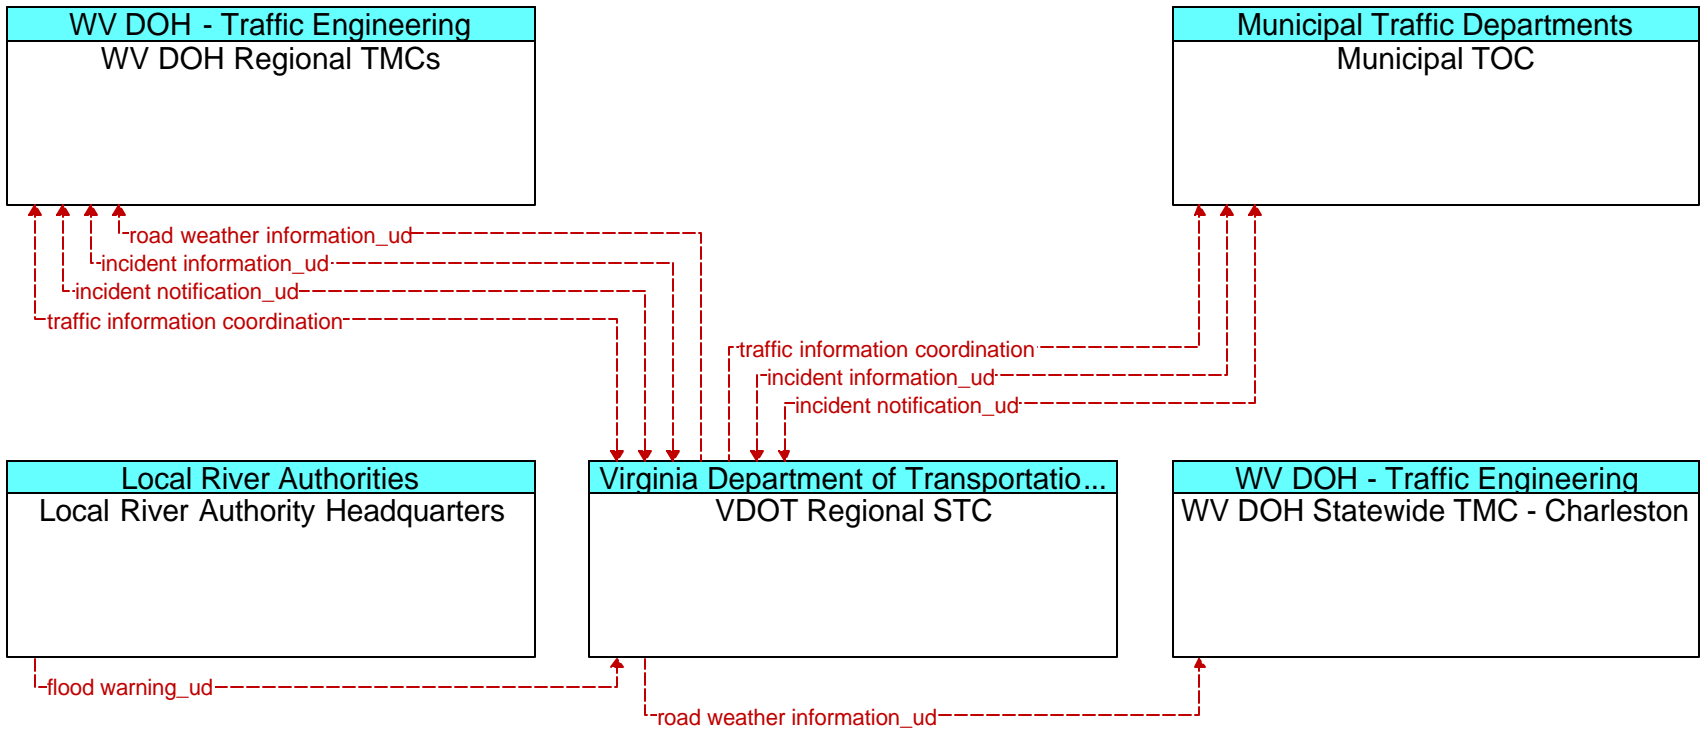 WV DOH - Traffic Engineering
WV DOH Regional TMCs
Municipal Traffic Departments
Municipal TOC
road weather information_ud
incident information_ud
incident notification_ud
traffic information coordination
traffic information coordination
incident information_ud
incident notification_ud
Local River Authorities
Local River Authority Headquarters
Virginia Department of Transportatio...
VDOT Regional STC
WV DOH - Traffic Engineering
WV DOH Statewide TMC - Charleston
flood warning_ud
road weather information_ud